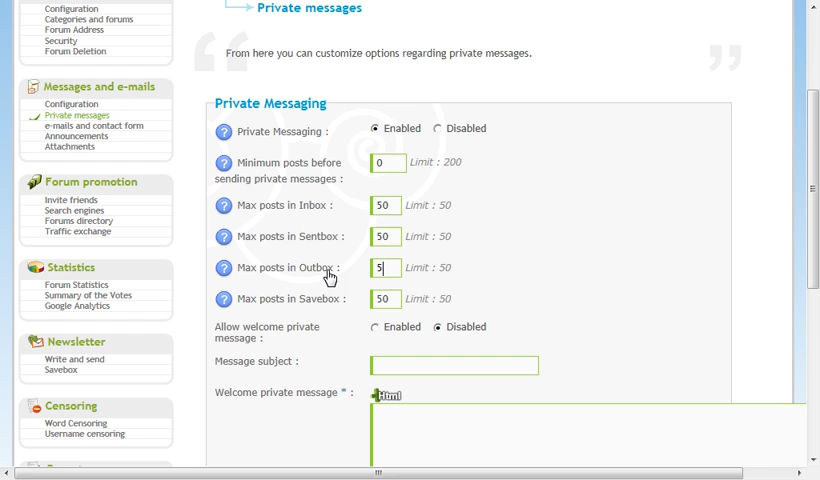 Configuration
Categories and forums
Forum Address
Security
Forum Deletion
Messages and e-mails
Configuration
Private messages
e-mails and contact form
Announcements
Attachments
Forum promotion
Invite friends
Search engines
Forums directory
Traffic exchange
Statistics
Forum Statistics
Summary of the Votes
Google Analytics
Newsletter
Write and send
Savebox
Censoring
Word Censoring
Username censoring
Private messages
“ From here you can customize options regarding private messages. ”
Private Messaging
? Private Messaging : Enabled Disabled
? Minimum posts before 0 Limit : 200
sending private messages :
? Max posts in Inbox : 50 Limit : 50
? Max posts in Sentbox : 50 Limit : 50
? Max posts in Outbox : 5 Limit : 50
? Max posts in Savebox : 50 Limit : 50
Allow welcome private Enabled Disabled
message :
Message subject :
Welcome private message * : Html